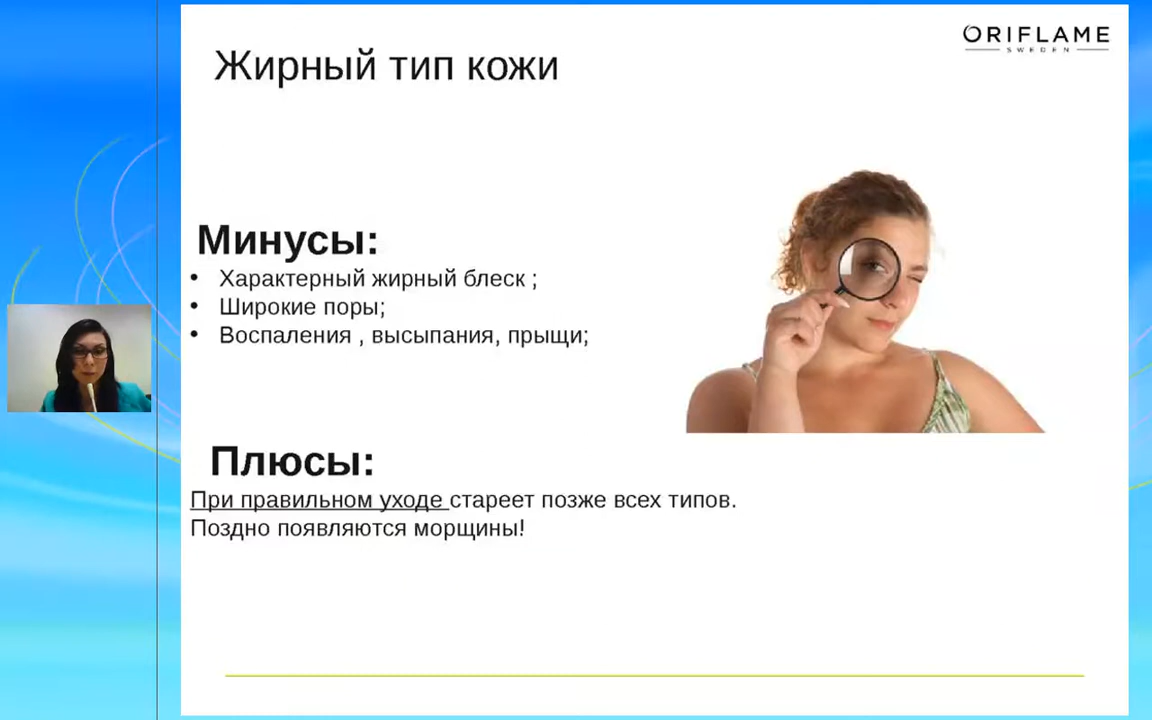 ORIFLAME
SWEDEN
Жирный тип кожи
Минусы:
• Характерный жирный блеск ;
• Широкие поры;
• Воспаления , высыпания, прыщи;
Плюсы:
При правильном уходе стареет позже всех типов.
Поздно появляются морщины!